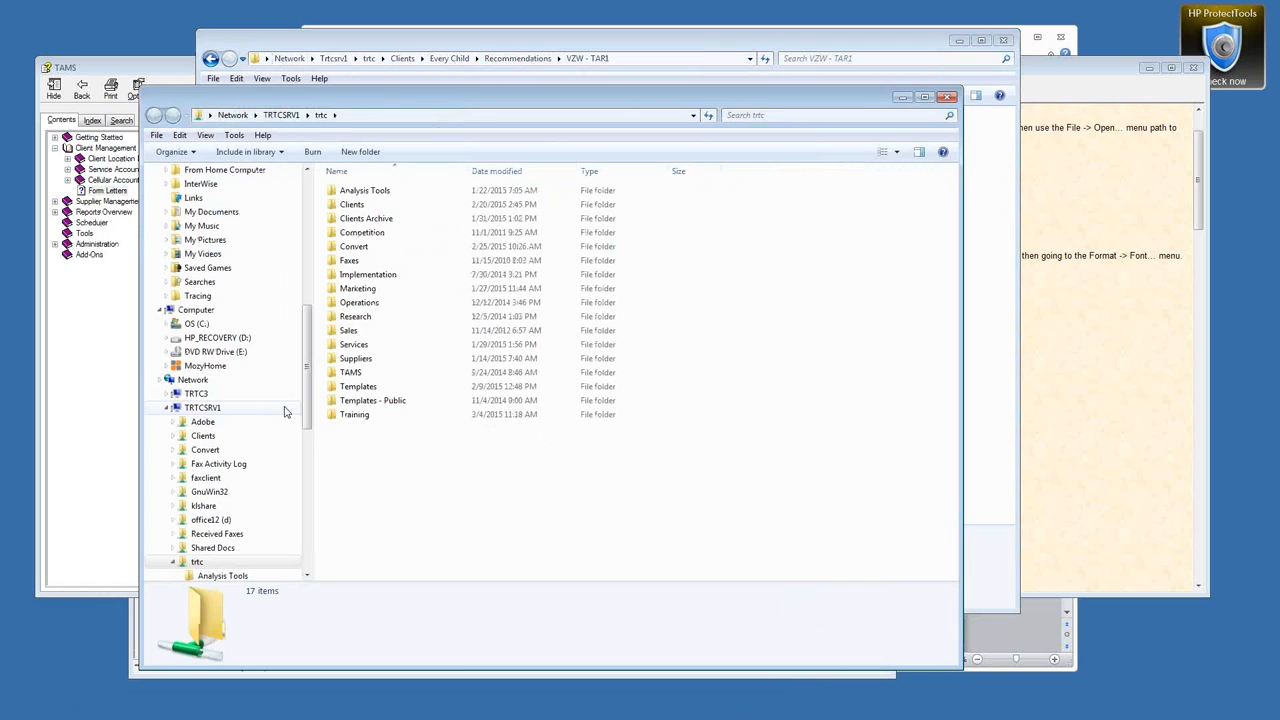 HP ProtectTools
eck now
Network Trtcsrv1 trtc Clients Every Child Recommendations VZW - TAR1 Search VZW - TAR1
File Edit View Tools Help
TAMS
Hide Back Print
Contents Index Search
Getting Started
Client Management
Client Location
Service Accoun
Cellular Account
Form Letters
Supplier Manageme
Reports Overview
Scheduler
Tools
Administration
Add-Ons
en use the File -> Open... menu path to
then going to the Format -> Font... menu.
Network TRTCSRV1 trtc Search trtc
File Edit View Tools Help
Organize Include in library Burn New folder
Name Date modified Type Size
From Home Computer
InterWise
Links
My Documents
My Music
My Pictures
My Videos
Saved Games
Searches
Tracing
Computer
OS (C:)
HP_RECOVERY (D:)
DVD RW Drive (E:)
MozyHome
Network
TRTC3
TRTCSRV1
Adobe
Clients
Convert
Fax Activity Log
faxclient
GnuWin32
klshare
office12 (d)
Received Faxes
Shared Docs
trtc
Analysis Tools
Analysis Tools 1/22/2015 7:05 AM File folder
Clients 2/20/2015 2:45 PM File folder
Clients Archive 1/31/2015 1:02 PM File folder
Competition 11/1/2011 9:25 AM File folder
Convert 2/25/2015 10:26 AM File folder
Faxes 11/15/2010 8:02 AM File folder
Implementation 7/30/2014 3:21 PM File folder
Marketing 1/27/2015 11:44 AM File folder
Operations 12/12/2014 3:46 PM File folder
Research 12/5/2014 1:03 PM File folder
Sales 11/14/2012 6:57 AM File folder
Services 1/29/2015 1:56 PM File folder
Suppliers 1/14/2015 7:40 AM File folder
TAMS 5/24/2014 8:46 AM File folder
Templates 2/9/2015 12:48 PM File folder
Templates - Public 11/4/2014 9:00 AM File folder
Training 3/4/2015 11:18 AM File folder
17 items